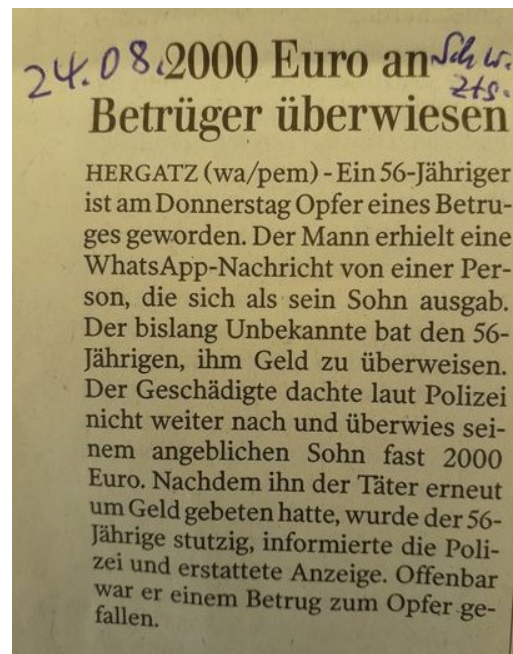 24.08. 2000 Euro an Schw.
Ztg.
Betrüger überwiesen
HERGATZ (wa/pem) - Ein 56-Jähriger
ist am Donnerstag Opfer eines Betru-
ges geworden. Der Mann erhielt eine
WhatsApp-Nachricht von einer Per-
son, die sich als sein Sohn ausgab.
Der bislang Unbekannte bat den 56-
Jährigen, ihm Geld zu überweisen.
Der Geschädigte dachte laut Polizei
nicht weiter nach und überwies sei-
nem angeblichen Sohn fast 2000
Euro. Nachdem ihn der Täter erneut
um Geld gebeten hatte, wurde der 56-
Jährige stutzig, informierte die Poli-
zei und erstattete Anzeige. Offenbar
war er einem Betrug zum Opfer ge-
fallen.